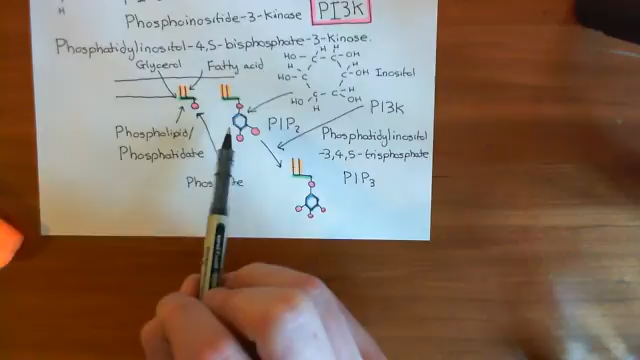 H
Phosphoinositide-3-kinase PI3K
Phosphatidylinositol-4,5-bisphosphate-3-kinase.
Glycerol Fatty acid
HO H H OH
C C
HO C C H Inositol
H C C OH
HO H OH
PI3K
PIP2
Phospholipid/
Phosphatidate
Phosphatidylinositol
-3,4,5-trisphosphate
PIP3